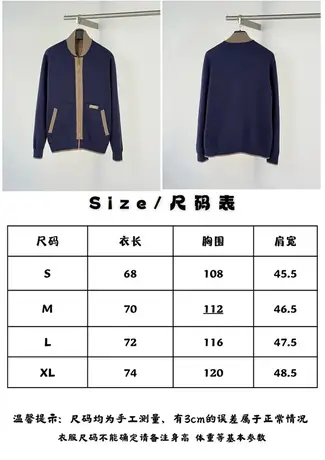 Size/尺码表
尺码 衣长 胸围 肩宽
S 68 108 45.5
M 70 112 46.5
L 72 116 47.5
XL 74 120 48.5
温馨提示：尺码均为手工测量、有3cm的误差属于正常情况
衣服尺码不能确定请备注身高 体重等基本参数